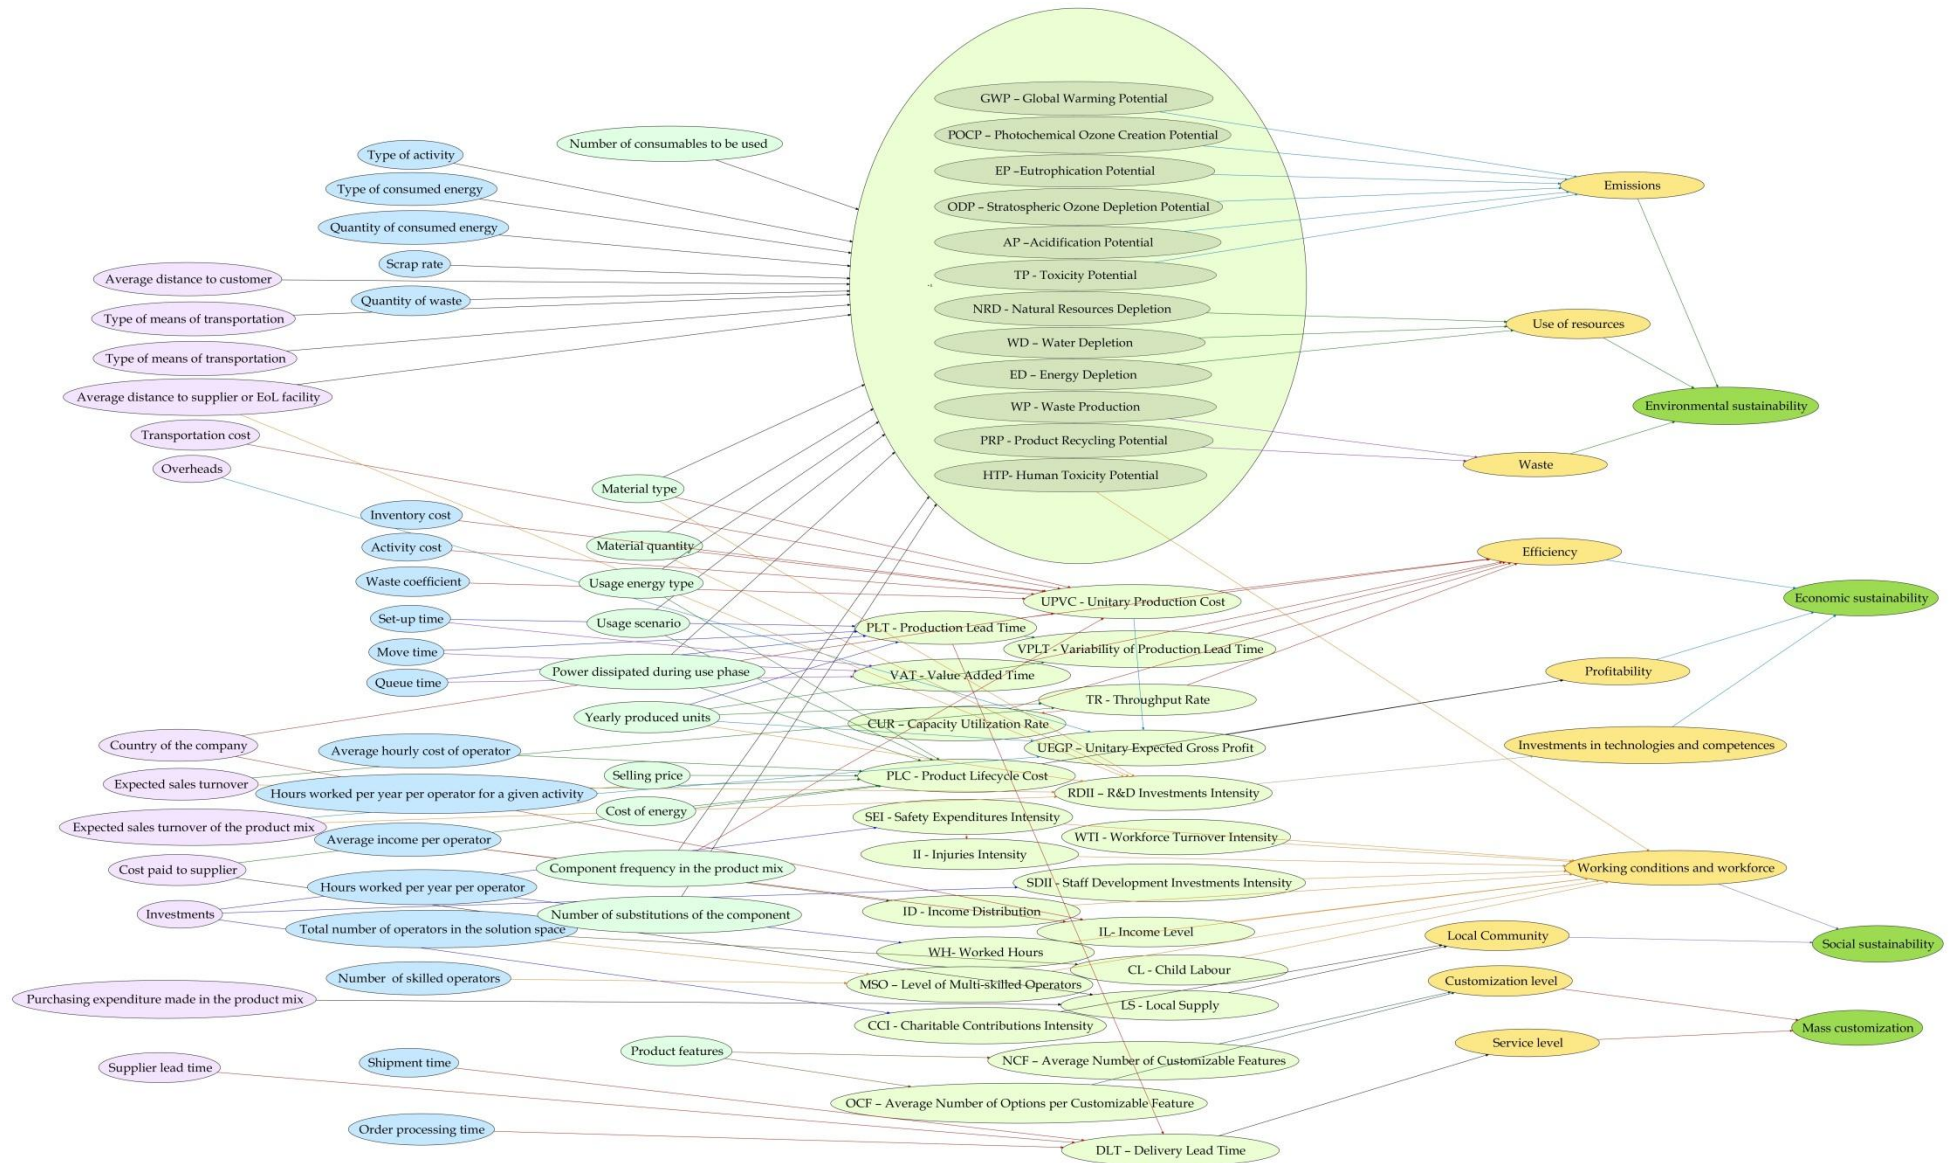 GWP – Global Warming Potential
POCP – Photochemical Ozone Creation Potential
EP –Eutrophication Potential
ODP – Stratospheric Ozone Depletion Potential
AP –Acidification Potential
TP - Toxicity Potential
NRD - Natural Resources Depletion
WD – Water Depletion
ED – Energy Depletion
WP - Waste Production
PRP - Product Recycling Potential
HTP- Human Toxicity Potential
Number of consumables to be used
Type of activity
Type of consumed energy
Quantity of consumed energy
Scrap rate
Quantity of waste
Average distance to customer
Type of means of transportation
Type of means of transportation
Average distance to supplier or EoL facility
Transportation cost
Overheads
Material type
Inventory cost
Activity cost
Material quantity
Waste coefficient
Usage energy type
Set-up time
Usage scenario
Move time
Queue time
Power dissipated during use phase
Yearly produced units
Country of the company
Average hourly cost of operator
Expected sales turnover
Selling price
Hours worked per year per operator for a given activity
Cost of energy
Expected sales turnover of the product mix
Average income per operator
Cost paid to supplier
Component frequency in the product mix
Hours worked per year per operator
Investments
Number of substitutions of the component
Total number of operators in the solution space
Number of skilled operators
Purchasing expenditure made in the product mix
Product features
Shipment time
Supplier lead time
Order processing time
UPVC - Unitary Production Cost
PLT - Production Lead Time
VPLT - Variability of Production Lead Time
VAT - Value Added Time
TR - Throughput Rate
CUR – Capacity Utilization Rate
UEGP – Unitary Expected Gross Profit
PLC - Product Lifecycle Cost
RDII – R&D Investments Intensity
SEI - Safety Expenditures Intensity
WTI - Workforce Turnover Intensity
II - Injuries Intensity
SDII - Staff Development Investments Intensity
ID - Income Distribution
IL- Income Level
WH- Worked Hours
CL - Child Labour
MSO – Level of Multi-skilled Operators
LS - Local Supply
CCI - Charitable Contributions Intensity
NCF – Average Number of Customizable Features
OCF – Average Number of Options per Customizable Feature
DLT – Delivery Lead Time
Emissions
Use of resources
Waste
Efficiency
Profitability
Investments in technologies and competences
Working conditions and workforce
Local Community
Customization level
Service level
Environmental sustainability
Economic sustainability
Social sustainability
Mass customization